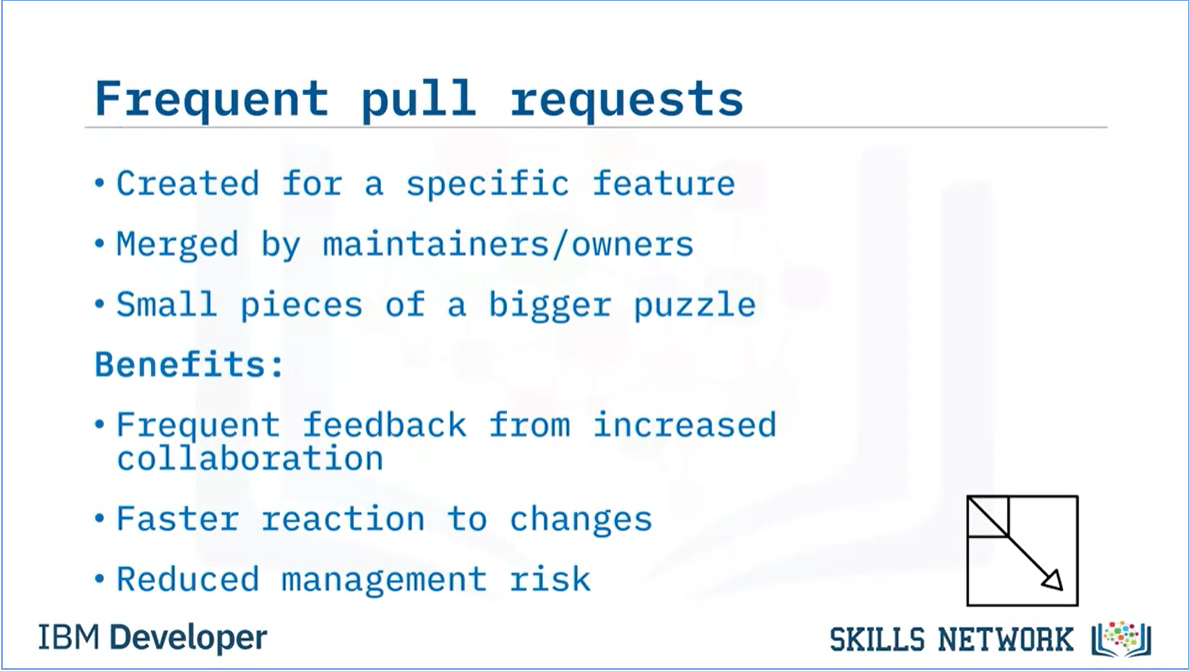 Frequent pull requests
• Created for a specific feature
• Merged by maintainers/owners
• Small pieces of a bigger puzzle
Benefits:
• Frequent feedback from increased
collaboration
• Faster reaction to changes
• Reduced management risk
IBM Developer
SKILLS NETWORK